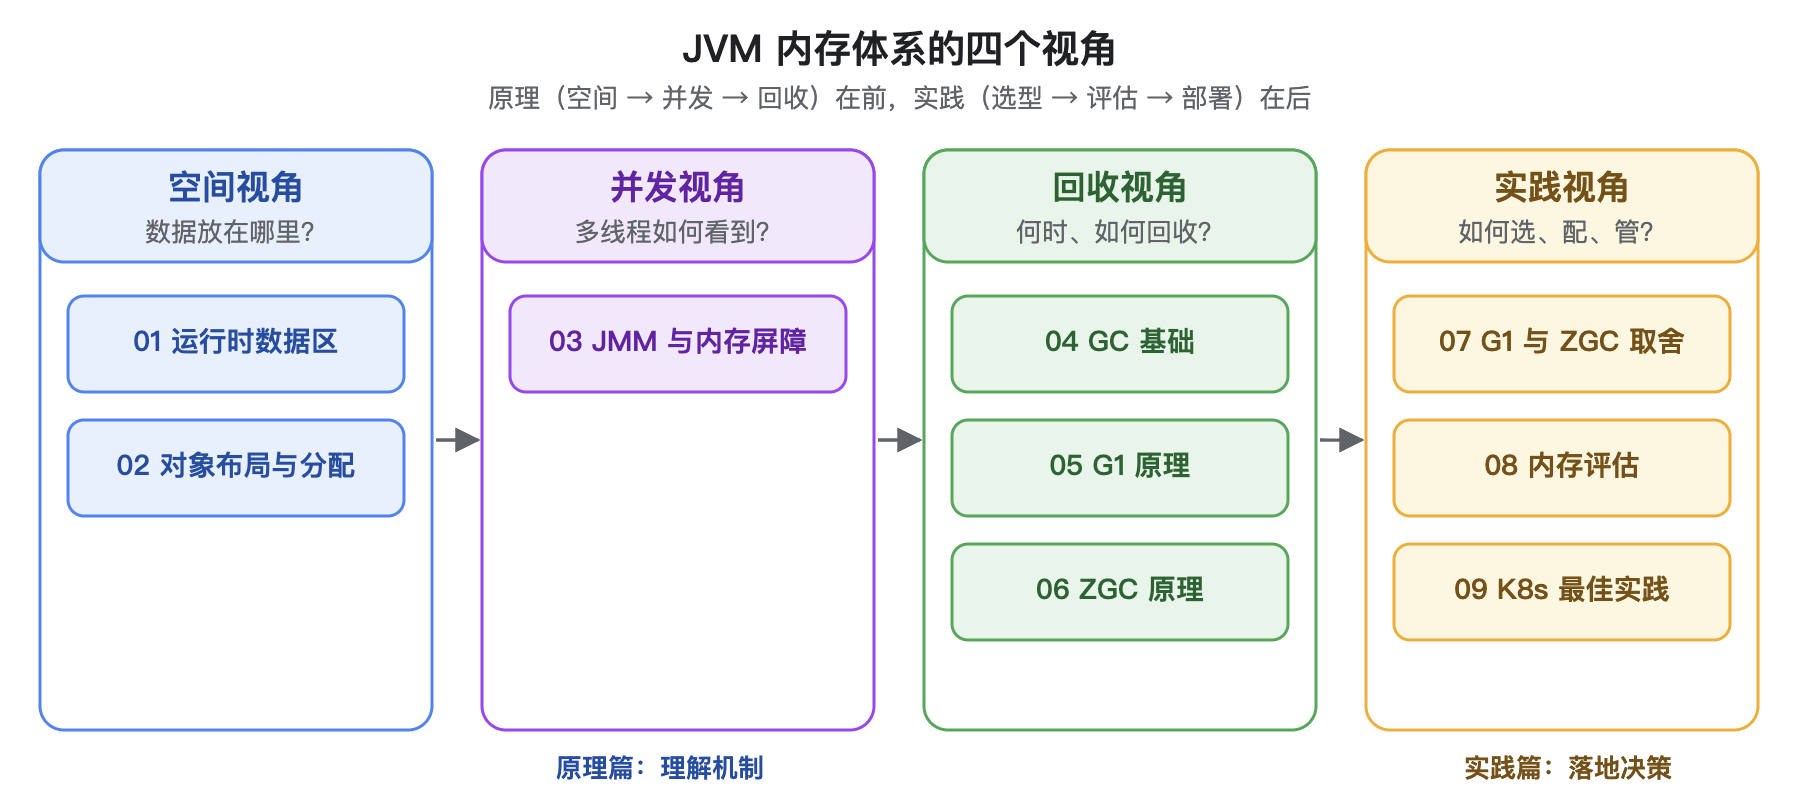 JVM 内存体系的四个视角
原理（空间 → 并发 → 回收）在前，实践（选型 → 评估 → 部署）在后
空间视角
数据放在哪里？
01 运行时数据区
02 对象布局与分配
并发视角
多线程如何看到？
03 JMM 与内存屏障
回收视角
何时、如何回收？
04 GC 基础
05 G1 原理
06 ZGC 原理
实践视角
如何选、配、管？
07 G1 与 ZGC 取舍
08 内存评估
09 K8s 最佳实践
原理篇：理解机制
实践篇：落地决策